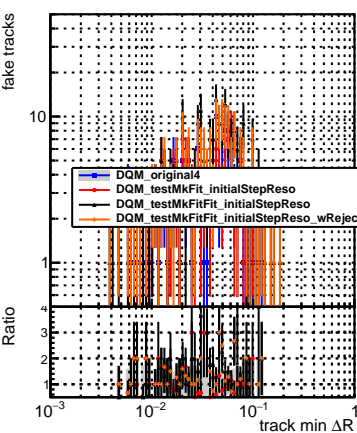 fake tracks
10
DQM_original4
DQM_testMkFit_initialStepReso
DQM_testMkFitFit_initialStepReso
DQM_testMkFitFit_initialStepReso_wRejec
1
Ratio
4
3
2
1
10⁻³ 10⁻² 10⁻¹ 1
track min ΔR